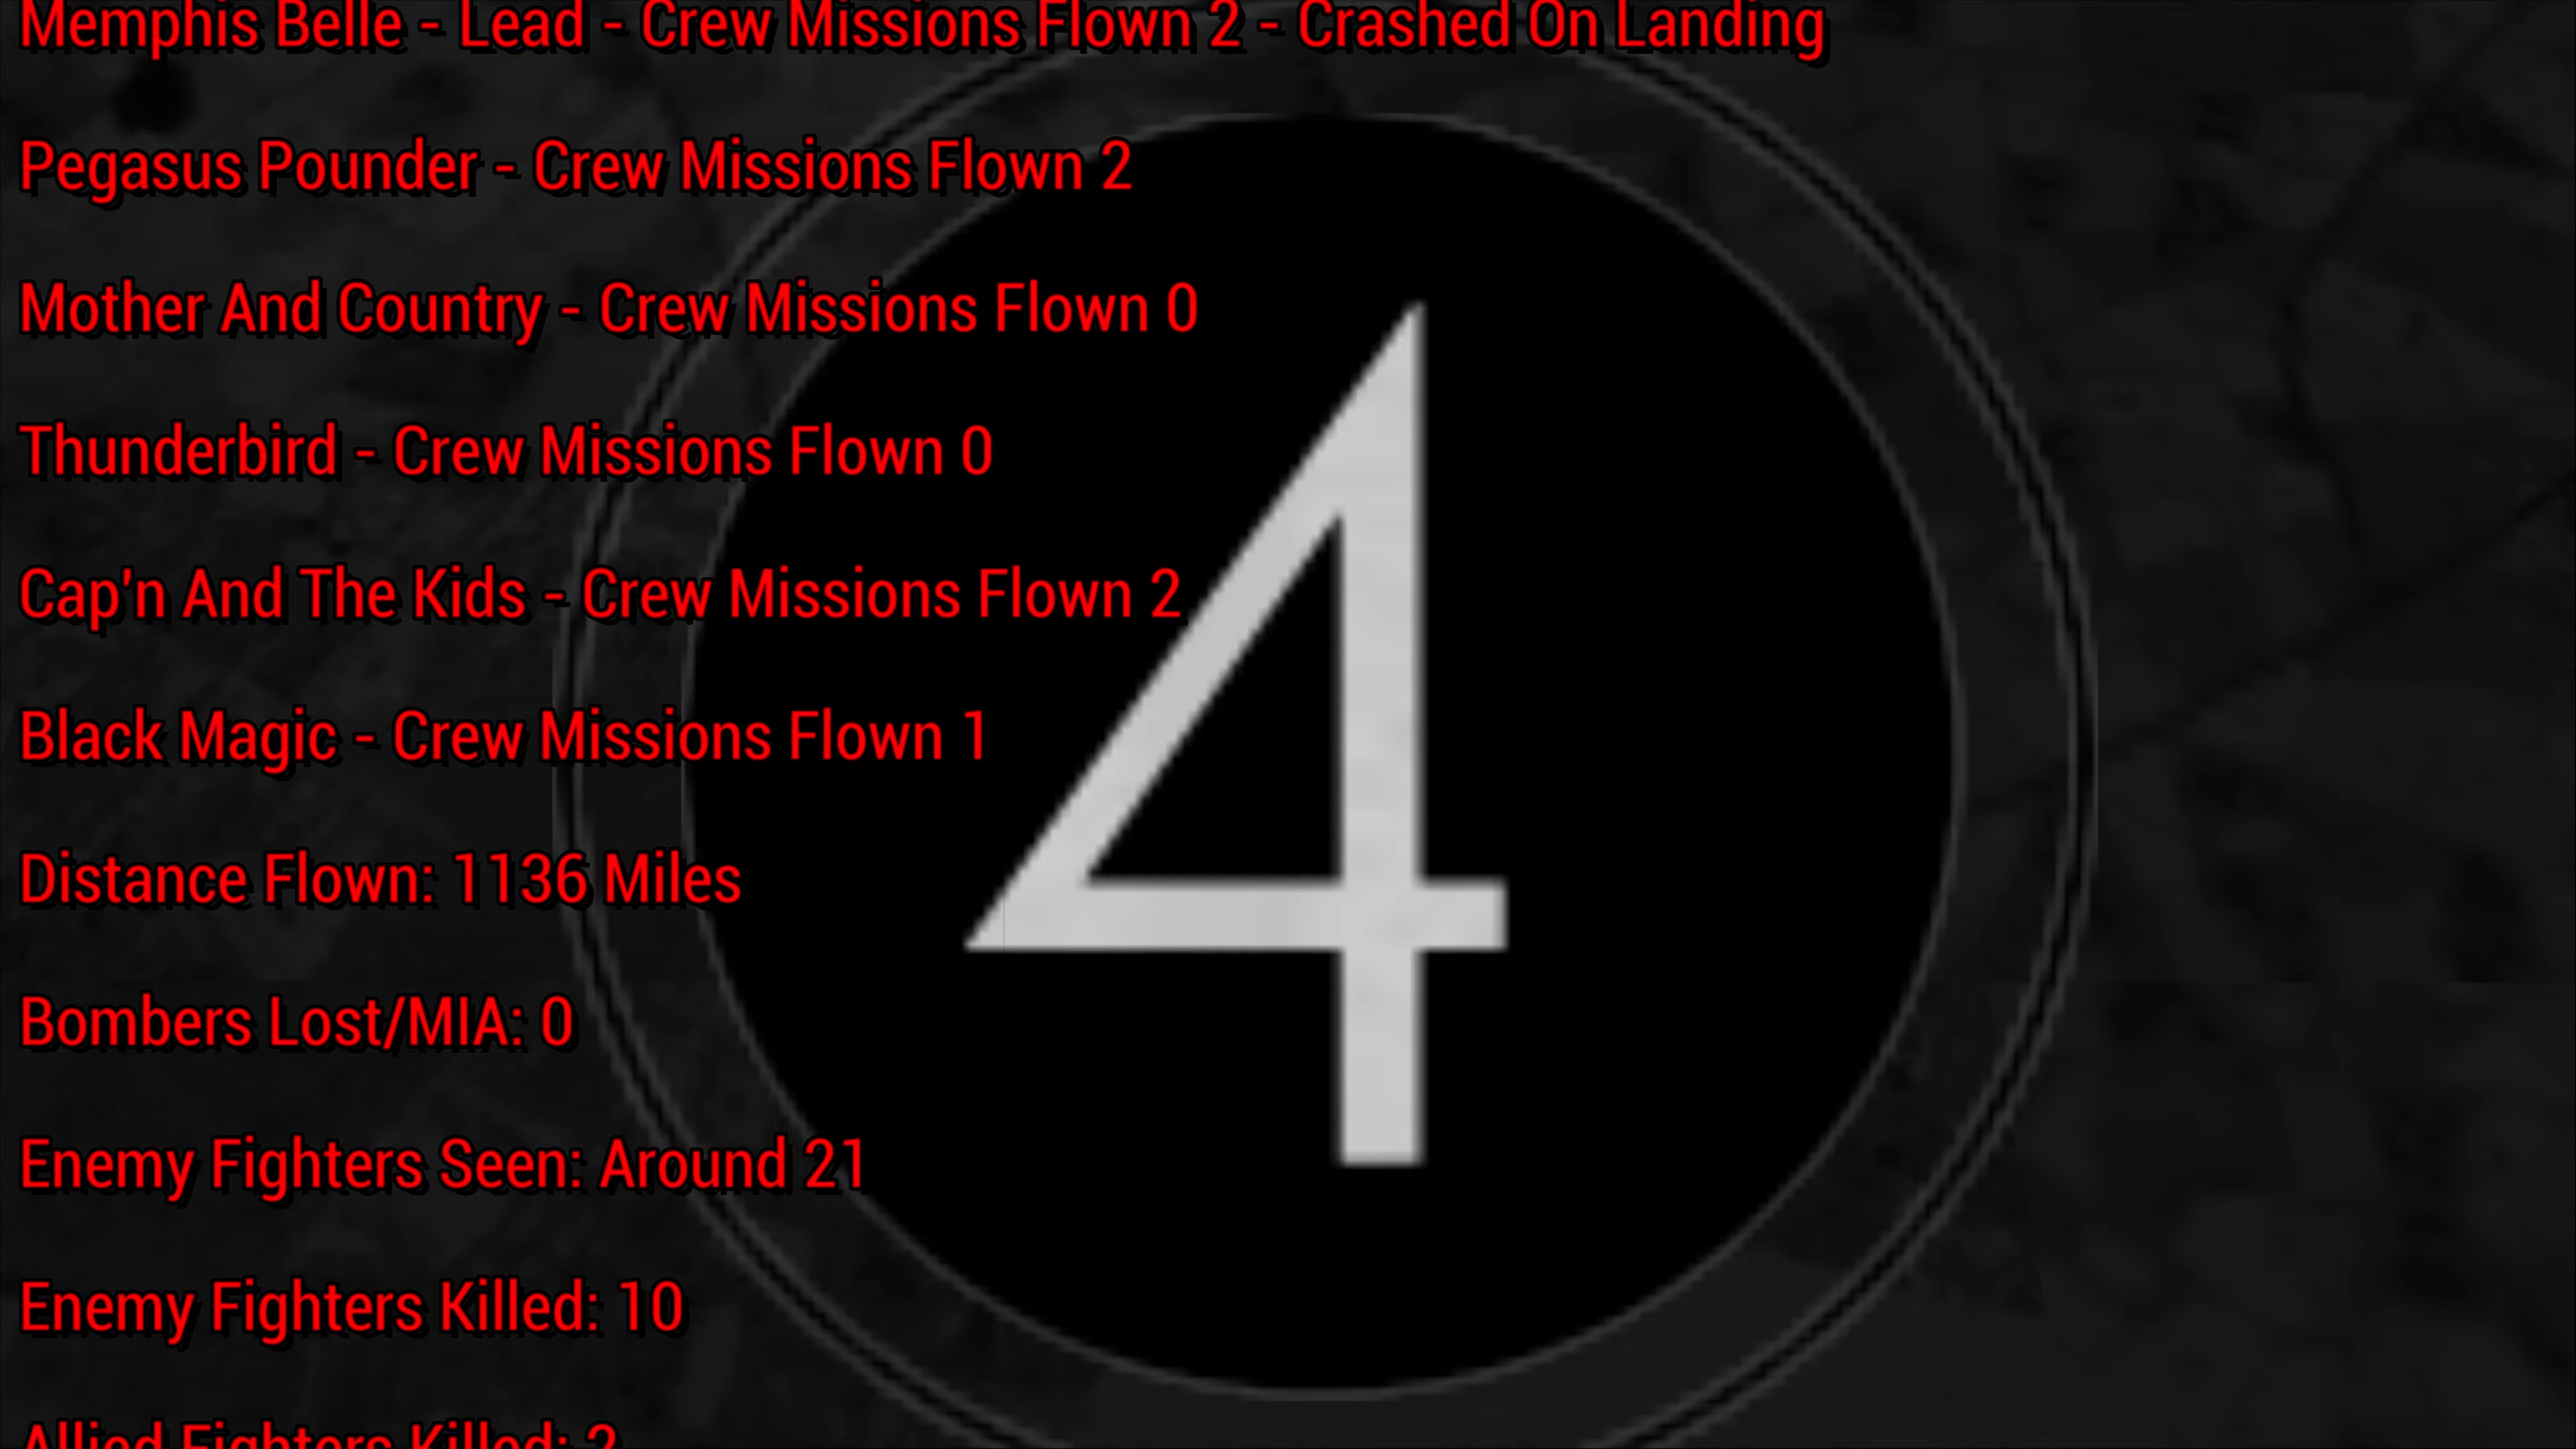 Memphis Belle - Lead - Crew Missions Flown 2 - Crashed On Landing
Pegasus Pounder - Crew Missions Flown 2
Mother And Country - Crew Missions Flown 0
Thunderbird - Crew Missions Flown 0
Cap'n And The Kids - Crew Missions Flown 2
Black Magic - Crew Missions Flown 1
4
Distance Flown: 1136 Miles
Bombers Lost/MIA: 0
Enemy Fighters Seen: Around 21
Enemy Fighters Killed: 10
Allied Fighters Killed: